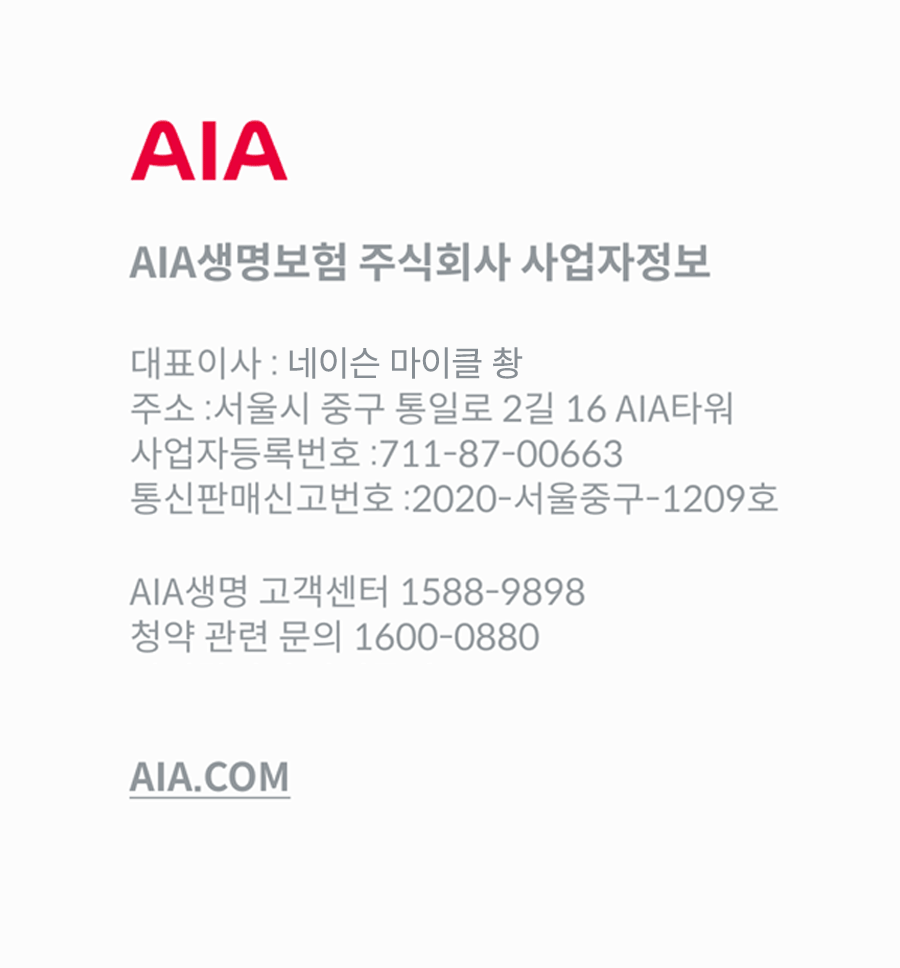 AIA
AIA생명보험 주식회사 사업자정보
대표이사 : 네이슨 마이클 촹
주소 :서울시 중구 통일로 2길 16 AIA타워
사업자등록번호 :711-87-00663
통신판매신고번호 :2020-서울중구-1209호
AIA생명 고객센터 1588-9898
청약 관련 문의 1600-0880
AIA.COM